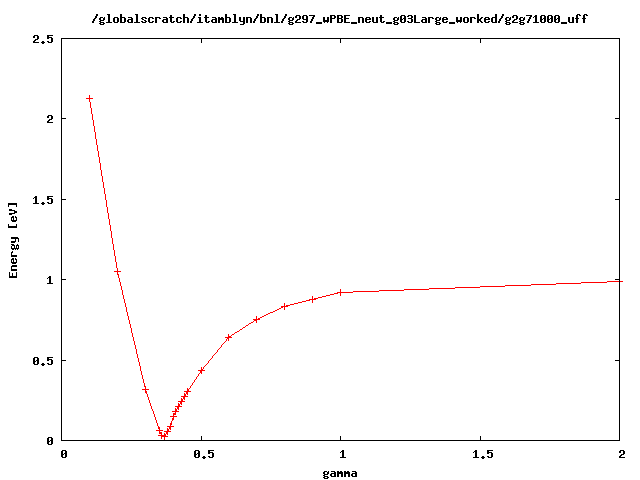 /globalscratch/itamblyn/bnl/g297_wPBE_neut_g03Large_worked/g2g71000_uff
2.5
2
1.5
1
0.5
0
Energy [eV]
0 0.5 1 1.5 2
gamma